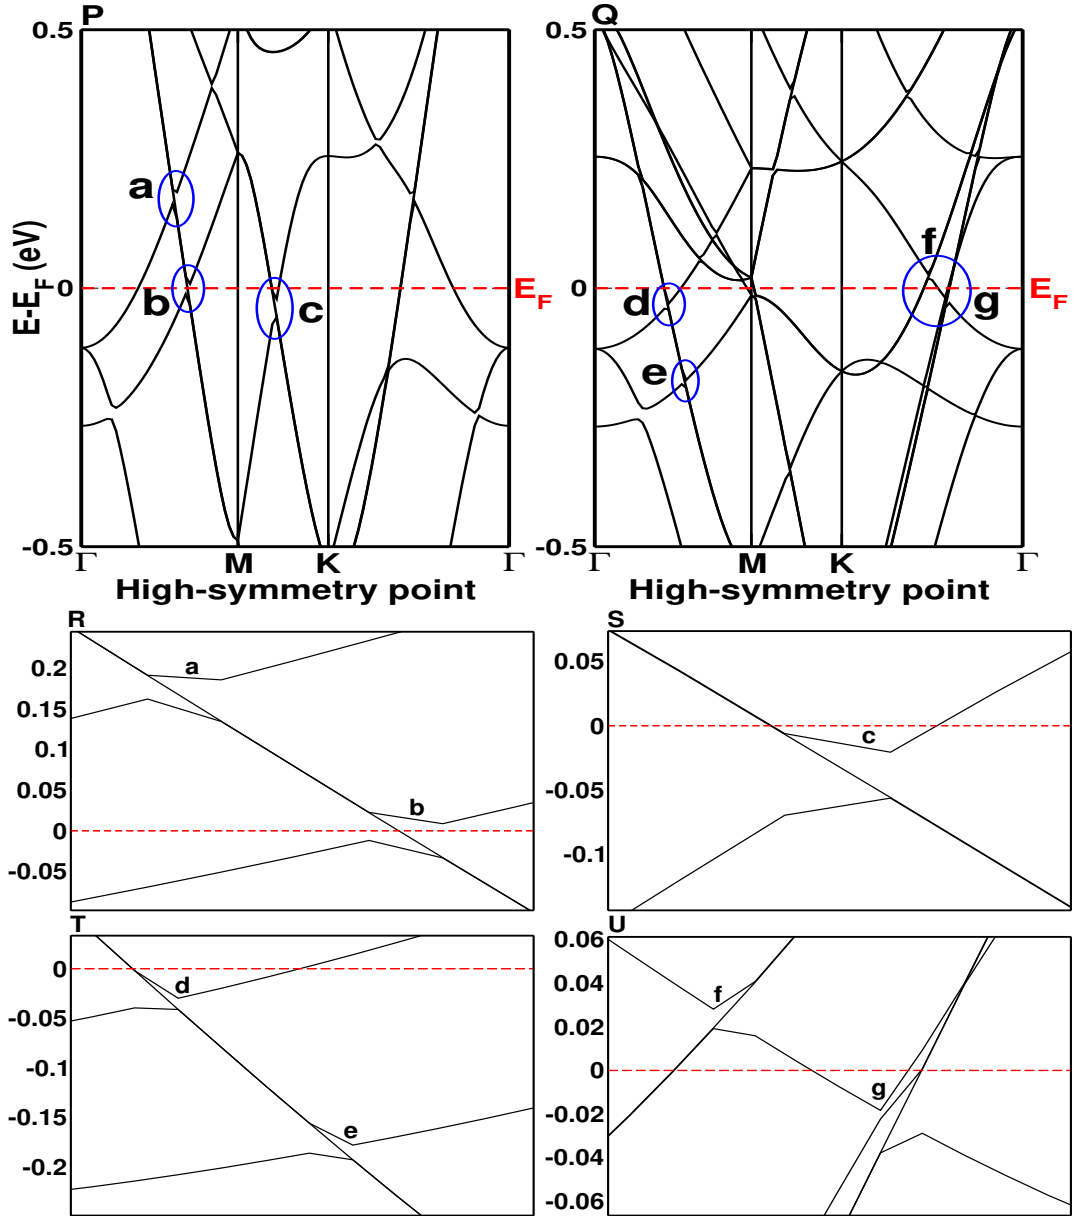 P
Q
0.5
0.5
a
f
E-E_F (eV)
0
E_F
0
E_F
b
c
d
g
e
-0.5
-0.5
Γ
M
K
Γ
Γ
M
K
Γ
High-symmetry point
High-symmetry point
R
S
0.2
0.15
0.1
0.05
0
-0.05
a
b
0.05
0
-0.05
-0.1
c
T
U
0
-0.05
-0.1
-0.15
-0.2
d
e
0.06
0.04
0.02
0
-0.02
-0.04
-0.06
f
g